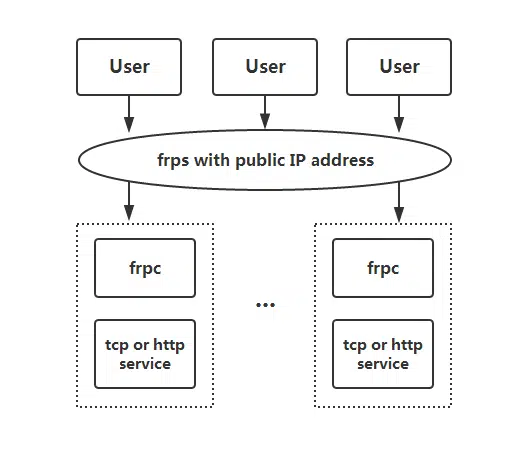 User
User
User
frps with public IP address
frpc
frpc
...
tcp or http
service
tcp or http
service